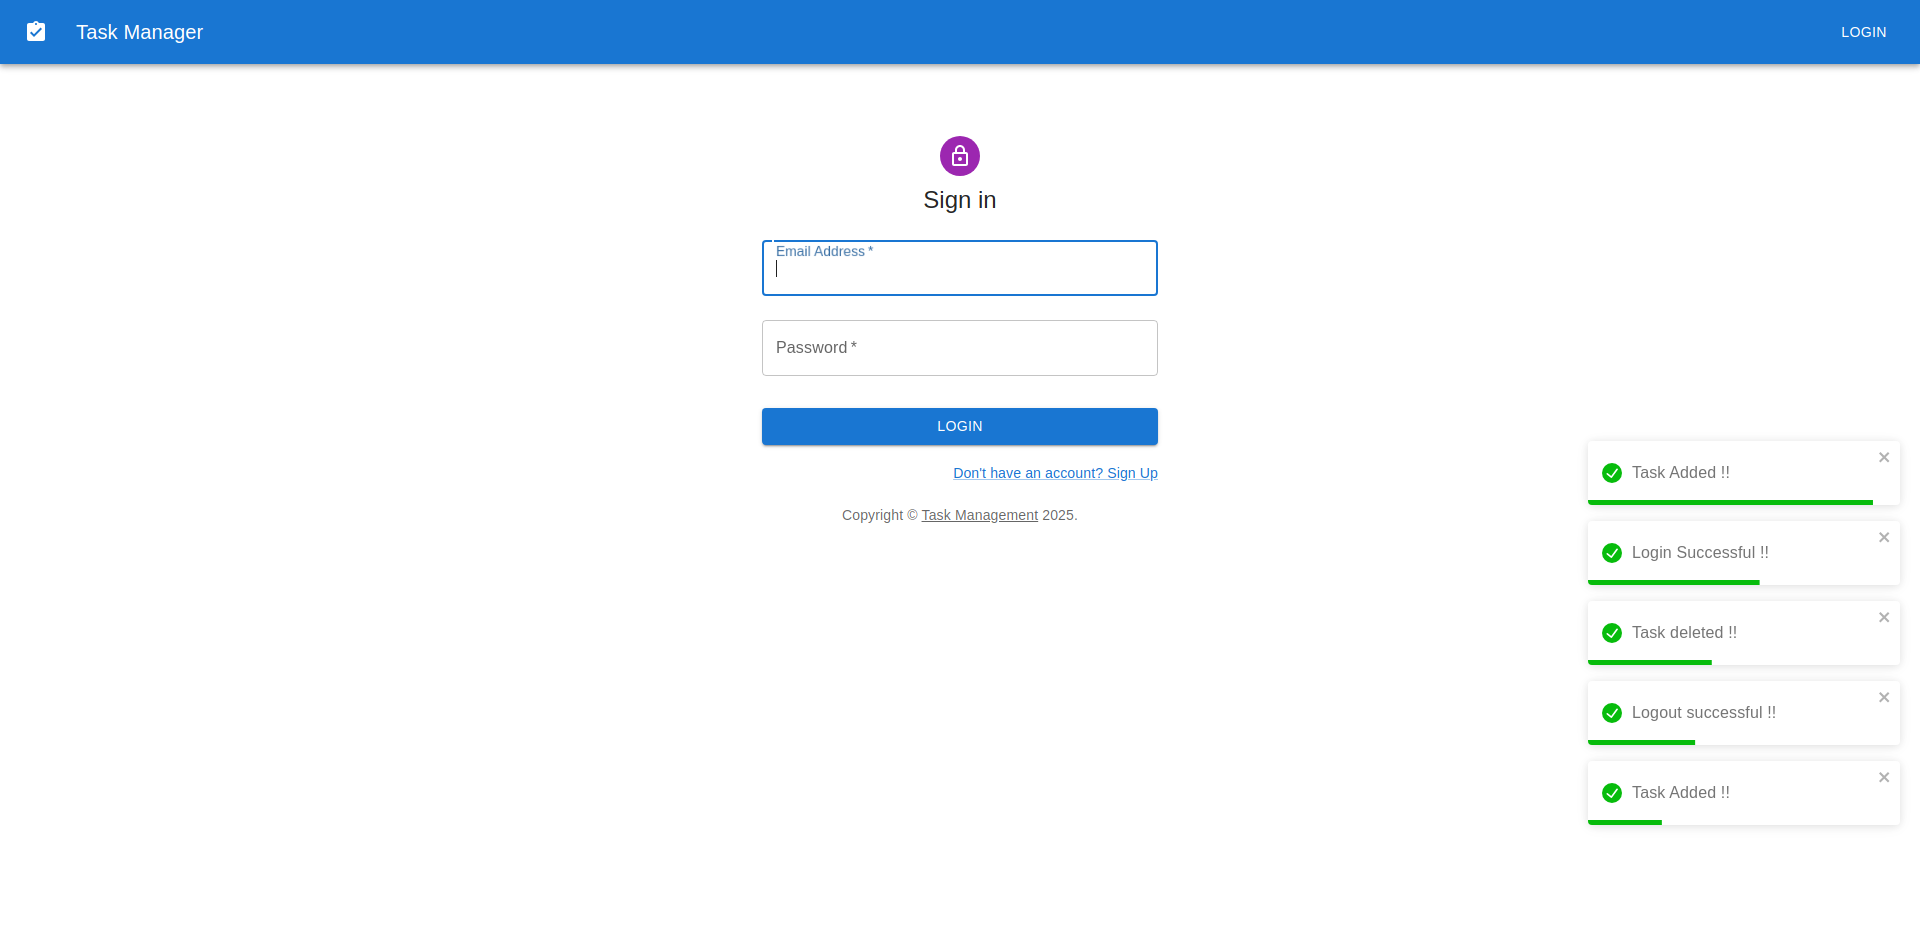 Task Manager
LOGIN
Sign in
Email Address *
Password *
LOGIN
Don't have an account? Sign Up
Copyright © Task Management 2025.
Task Added !!
Login Successful !!
Task deleted !!
Logout successful !!
Task Added !!